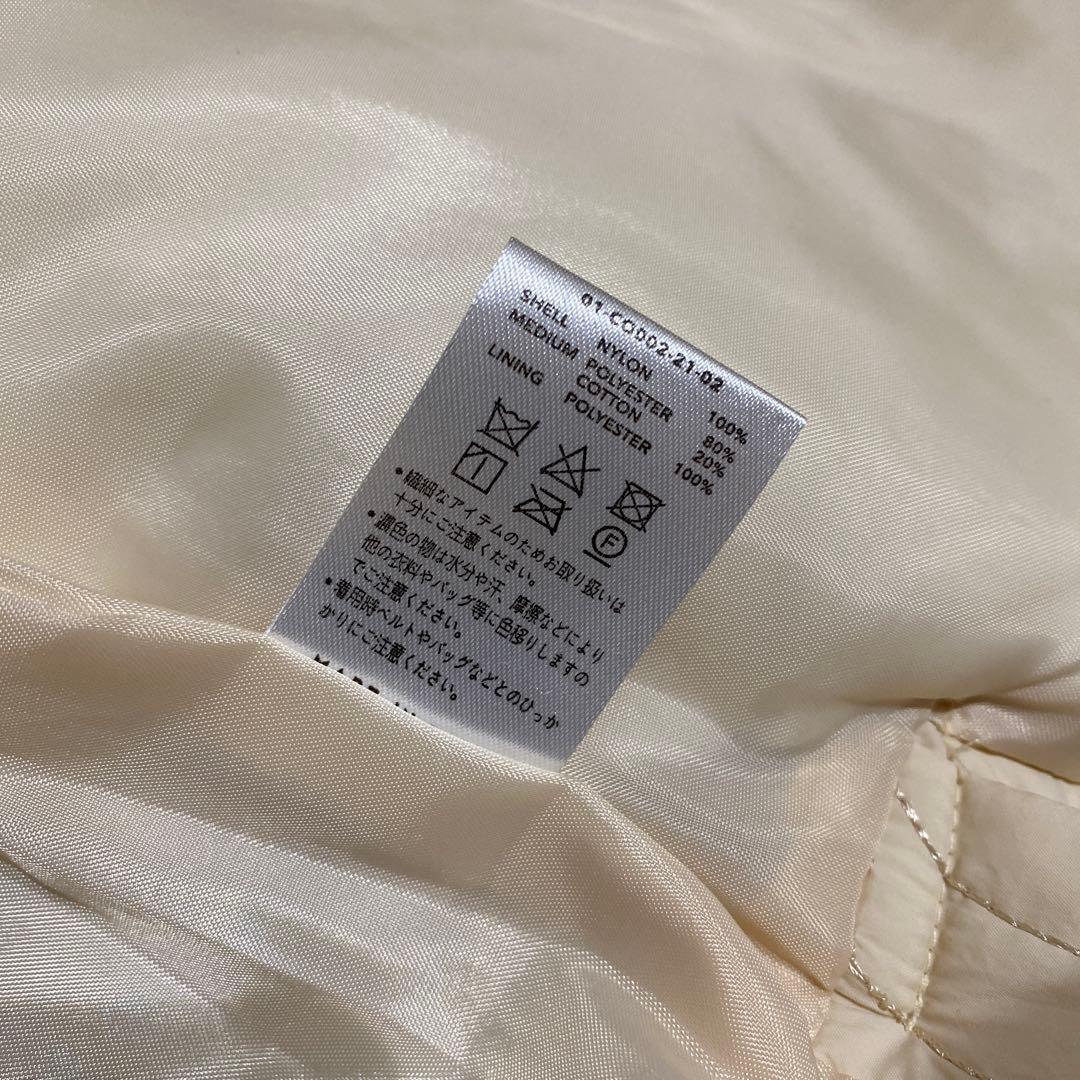 01-COD02-21-02
SHELL NYLON 100%
MEDIUM POLYESTER 80%
COTTON 20%
LINING POLYESTER 100%
F
・繊細なアイテムのためお取り扱いは
十分にご注意ください。
・濃色の物は水分や汗、摩擦などにより
他の衣料やバッグ等に色移りしますの
でご注意ください。
・着用時ベルトやバッグなどとのひっか
かりにご注意ください。
MADE IN